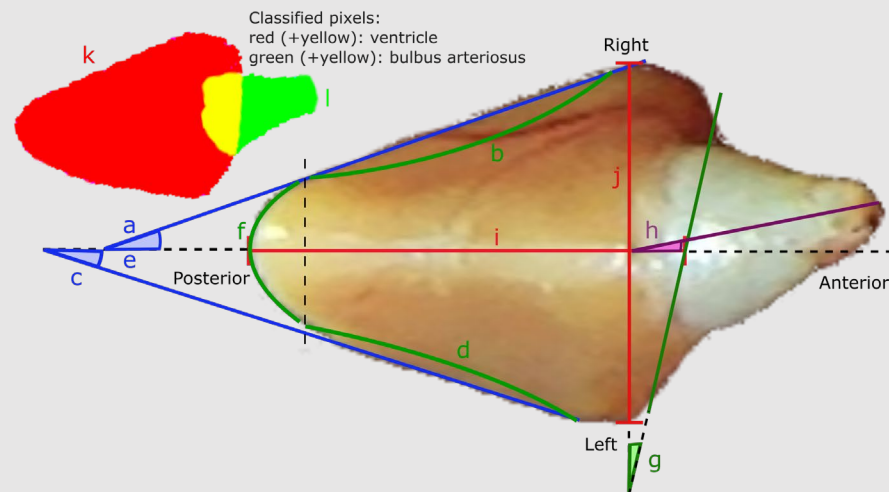 Classified pixels:
red (+yellow): ventricle
green (+yellow): bulbus arteriosus
k
l
Right
b
j
a
f
i
h
e
c
Posterior
Anterior
d
Left
g